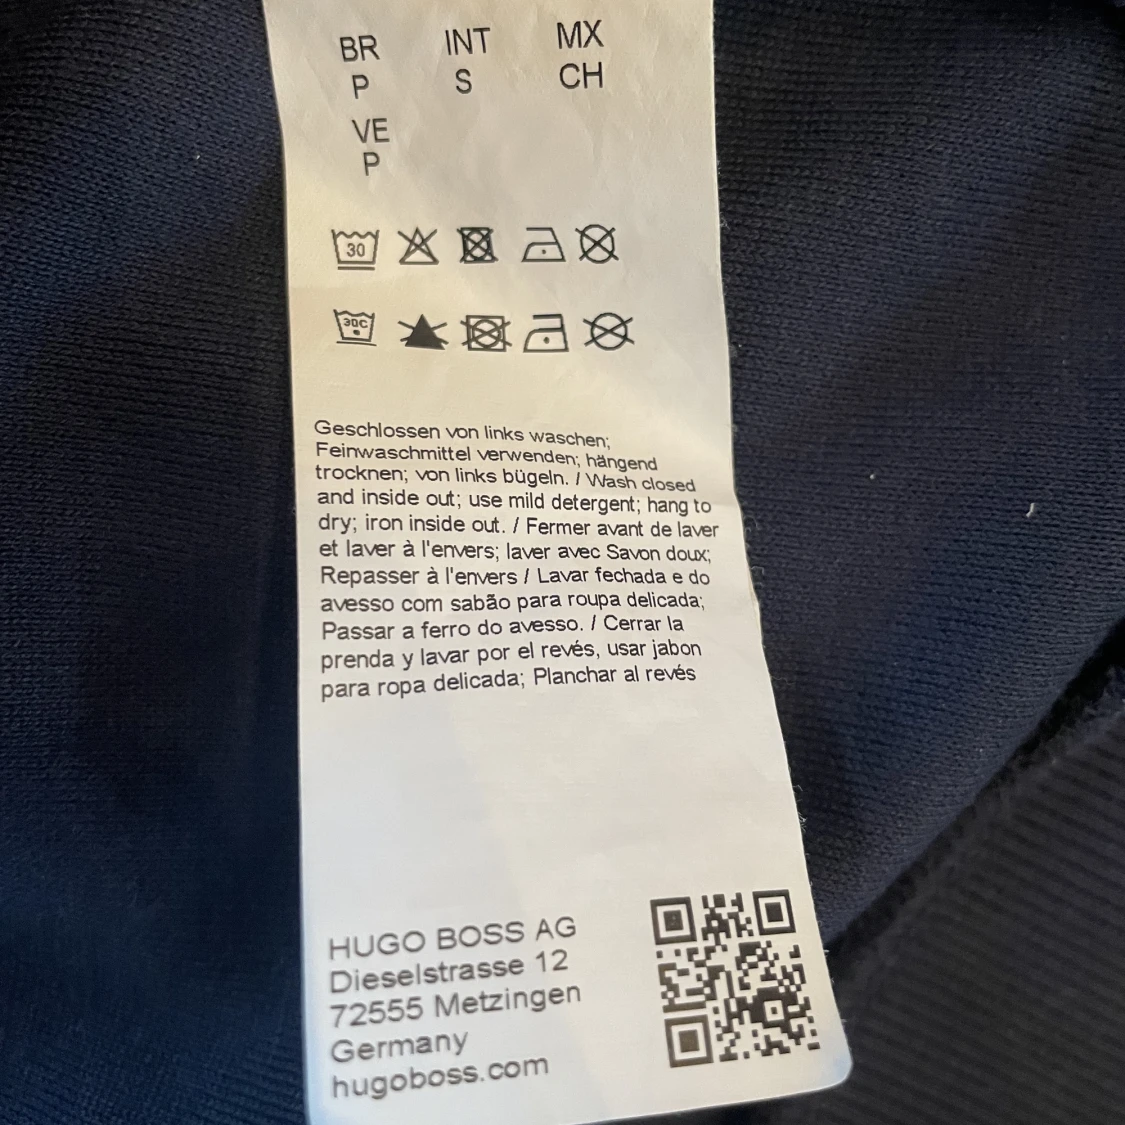 BR INT MX
P S CH
VE
P
30
30C
Geschlossen von links waschen;
Feinwaschmittel verwenden; hängend
trocknen; von links bügeln. / Wash closed
and inside out; use mild detergent; hang to
dry; iron inside out. / Fermer avant de laver
et laver à l'envers; laver avec Savon doux;
Repasser à l'envers / Lavar fechada e do
avesso com sabão para roupa delicada;
Passar a ferro do avesso. / Cerrar la
prenda y lavar por el revés, usar jabon
para ropa delicada; Planchar al revés
HUGO BOSS AG
Dieselstrasse 12
72555 Metzingen
Germany
hugoboss.com